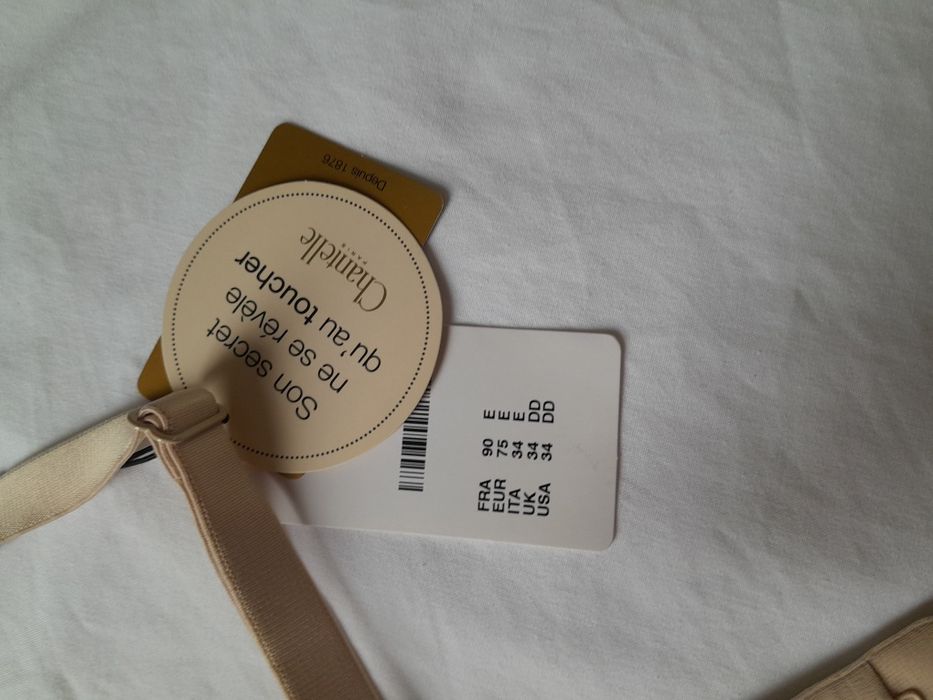 Depuis 1876
Chantelle
PARIS
Son secret
ne se révèle
qu'au toucher
FRA 90 E
EUR 75 E
ITA 34 E
UK 34 DD
USA 34 DD